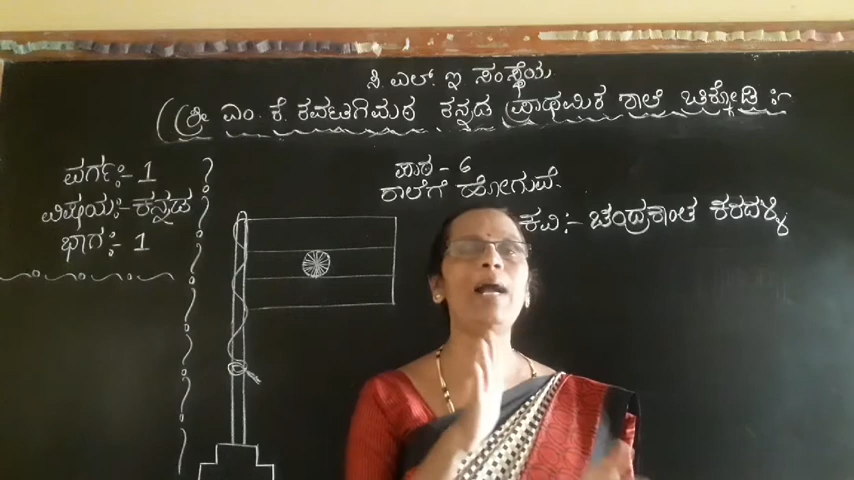 ಸಿ. ಎಲ್. ಇ ಸಂಸ್ಥೆಯ
ಶ್ರೀ ಎಂ. ಕೆ. ಕವಟಗಿಮಠ ಕನ್ನಡ ಪ್ರಾಥಮಿಕ ಶಾಲೆ ಚಿಕ್ಕೋಡಿ :-
ವರ್ಗ:- 1
ವಿಷಯ:- ಕನ್ನಡ
ಭಾಗ:- 1
ಪಾಠ - 6
ಶಾಲೆಗೆ ಹೋಗುವೆ.
ಕವಿ:- ಚಂದ್ರಕಾಂತ ಕರದಳ್ಳಿ